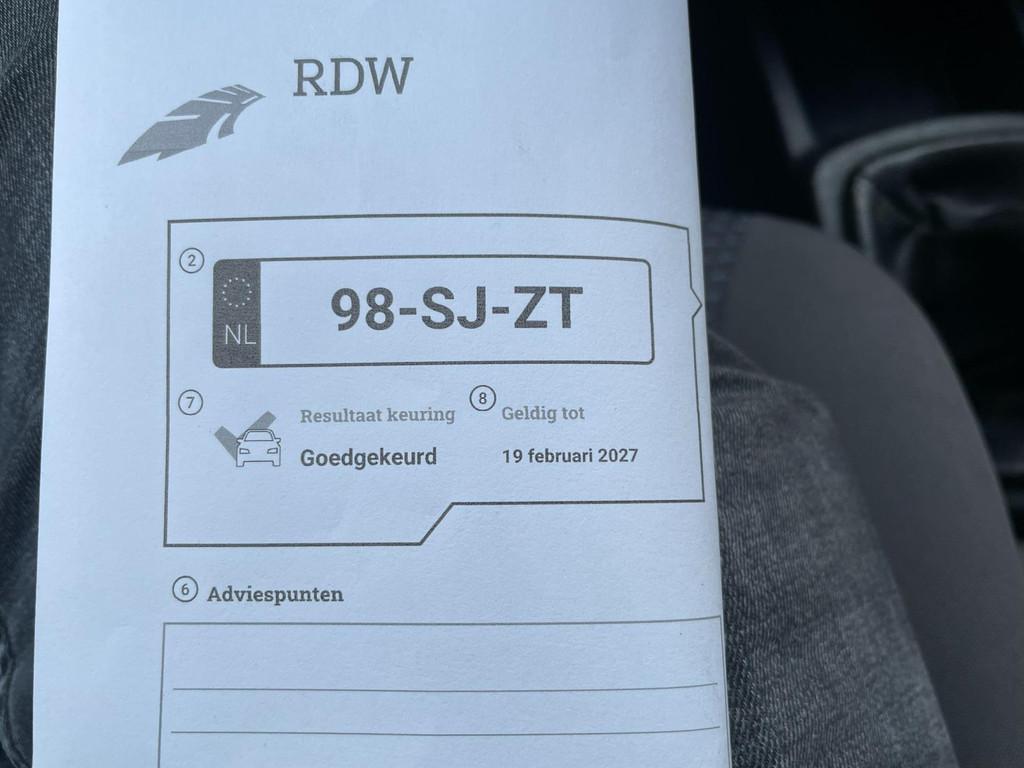 RDW
2
NL
98-SJ-ZT
7 Resultaat keuring
Goedgekeurd
8 Geldig tot
19 februari 2027
6 Adviespunten